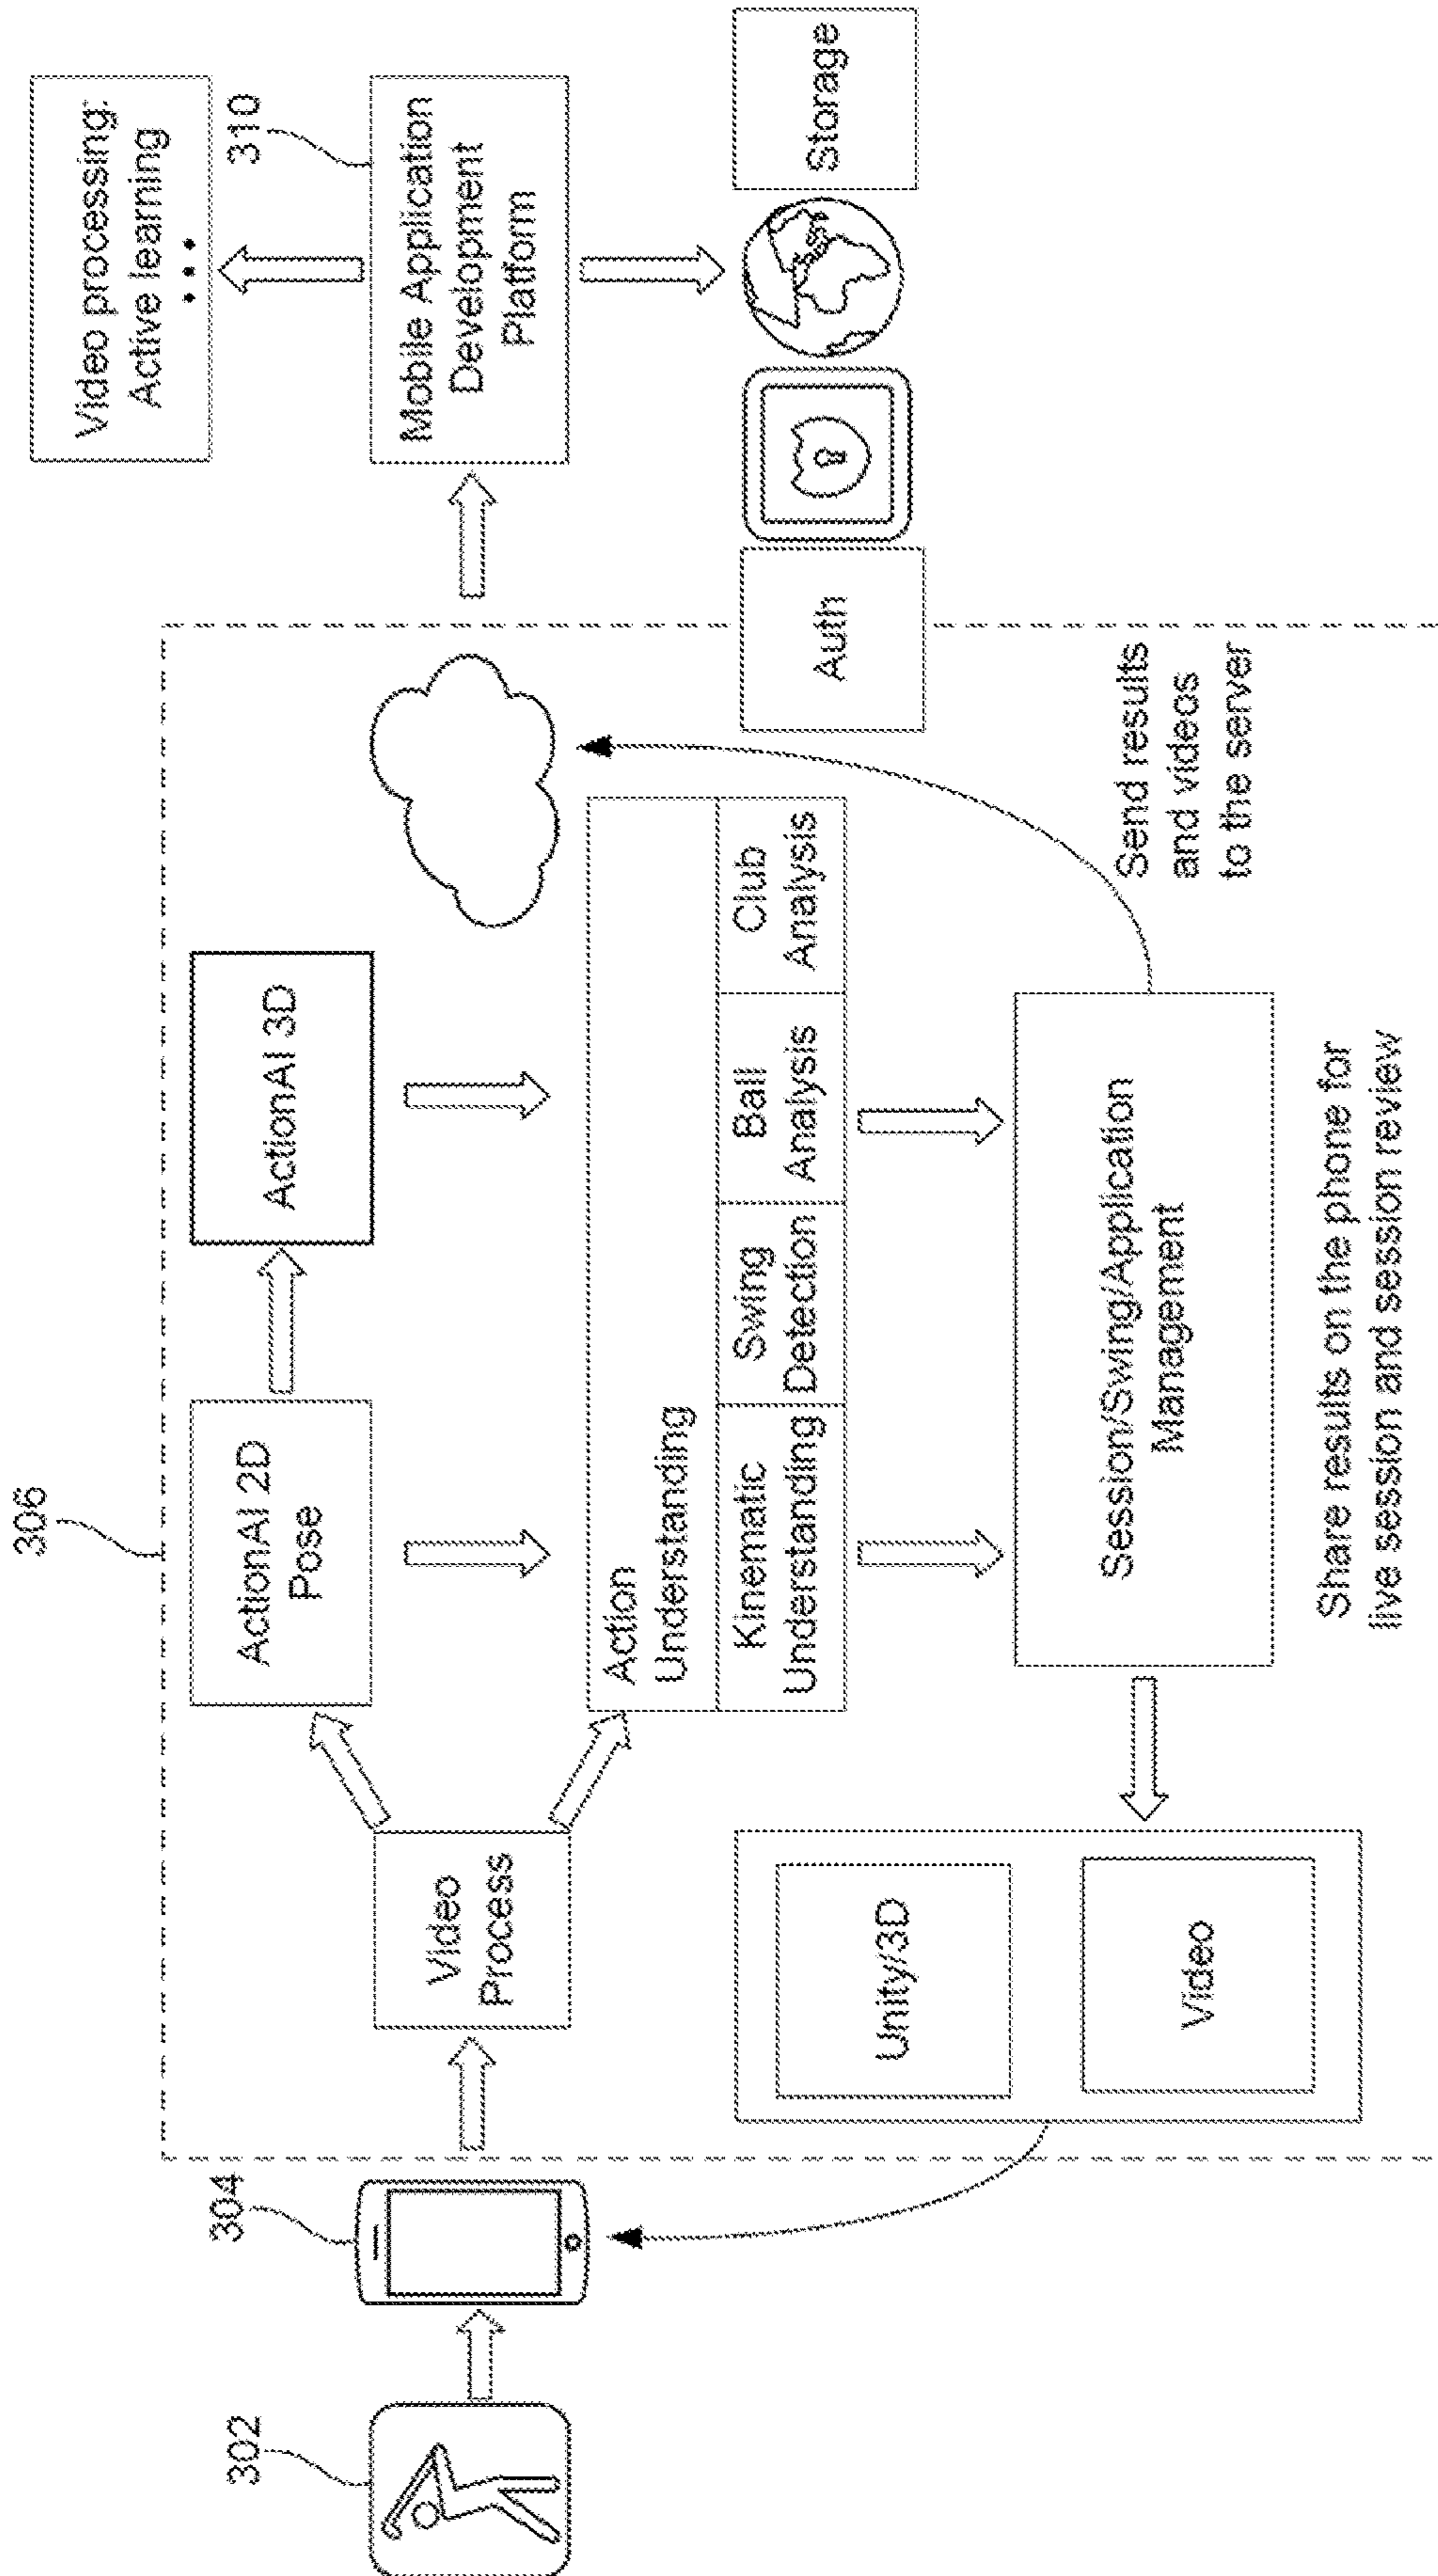 306
302
304
Video
Process
ActionAI 2D
Pose
ActionAI 3D
Action
Understanding
Kinematic
Understanding
Swing
Detection
Ball
Analysis
Club
Analysis
Session/Swing/Application
Management
Unity/3D
Video
Share results on the phone for
live session and session review
Send results
and videos
to the server
Video processing:
Active learning
...
310
Mobile Application
Development
Platform
Auth
Storage